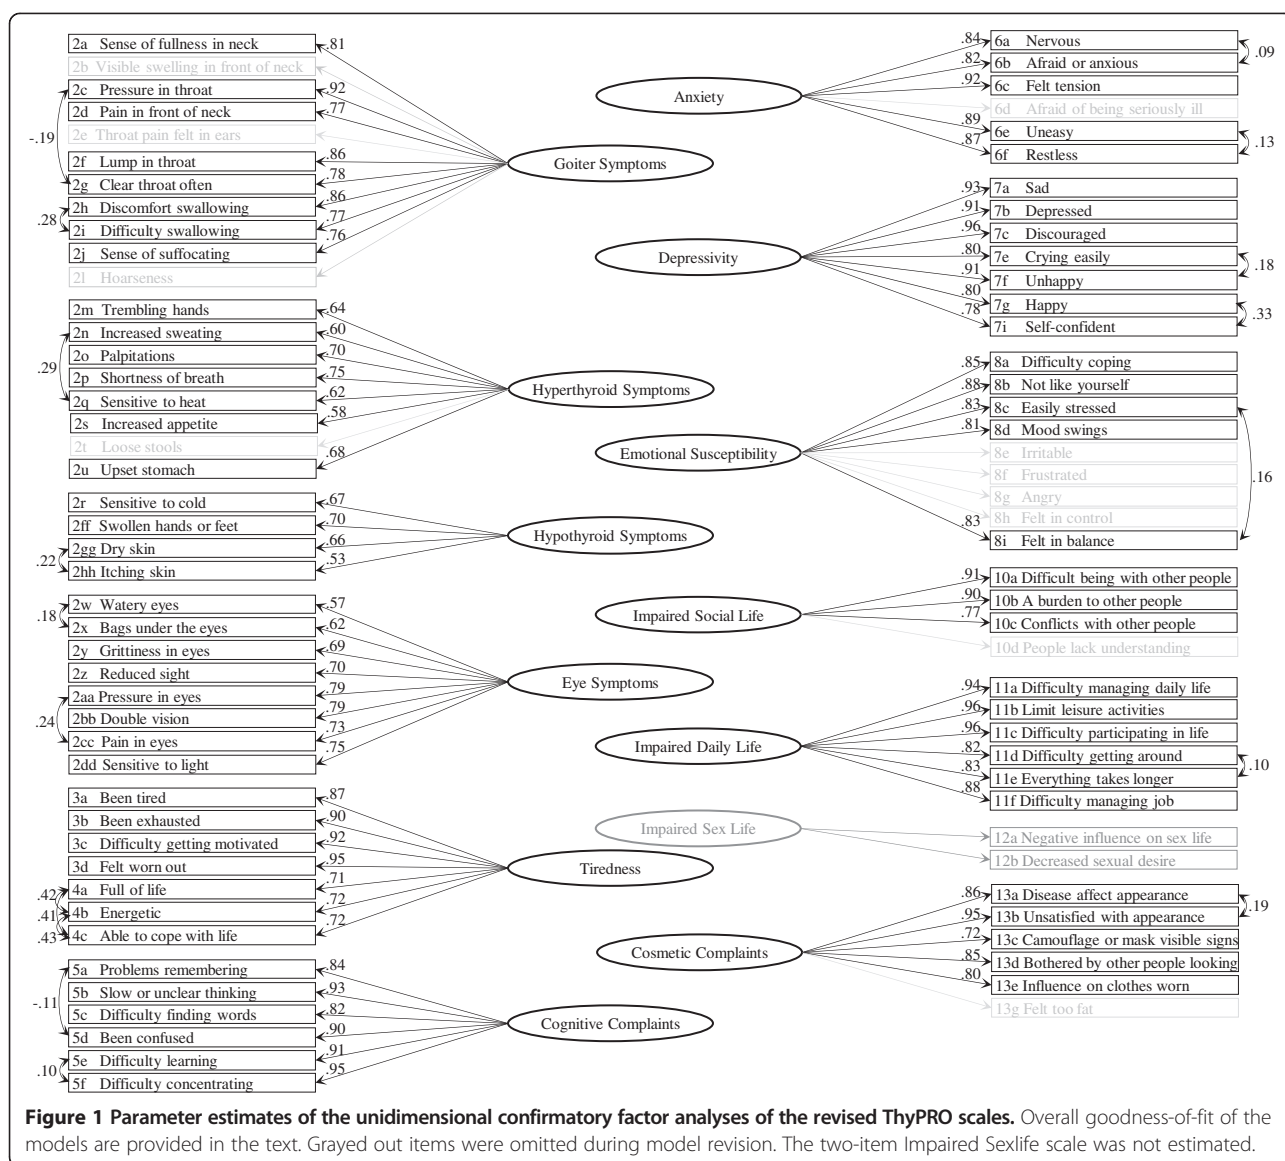 2a Sense of fullness in neck
.81
2b Visible swelling in front of neck
2c Pressure in throat
.92
2d Pain in front of neck
.77
2e Throat pain felt in ears
-.19
2f Lump in throat
.86
2g Clear throat often
.78
2h Discomfort swallowing
.86
2i Difficulty swallowing
.77
.28
2j Sense of suffocating
.76
2l Hoarseness
Goiter Symptoms
2m Trembling hands
.64
2n Increased sweating
.60
2o Palpitations
.70
2p Shortness of breath
.75
.29
2q Sensitive to heat
.62
2s Increased appetite
.58
2t Loose stools
2u Upset stomach
.68
Hyperthyroid Symptoms
2r Sensitive to cold
.67
2ff Swollen hands or feet
.70
2gg Dry skin
.66
2hh Itching skin
.53
.22
Hypothyroid Symptoms
2w Watery eyes
.57
2x Bags under the eyes
.62
.18
2y Grittiness in eyes
.69
2z Reduced sight
.70
2aa Pressure in eyes
.79
2bb Double vision
.79
2cc Pain in eyes
.73
.24
2dd Sensitive to light
.75
Eye Symptoms
3a Been tired
.87
3b Been exhausted
.90
3c Difficulty getting motivated
.92
3d Felt worn out
.95
4a Full of life
.71
4b Energetic
.72
4c Able to cope with life
.72
.42
.41
.43
Tiredness
5a Problems remembering
.84
5b Slow or unclear thinking
.93
5c Difficulty finding words
.82
5d Been confused
.90
-.11
5e Difficulty learning
.91
5f Difficulty concentrating
.95
.10
Cognitive Complaints
Anxiety
.84
6a Nervous
.82
6b Afraid or anxious
.09
.92
6c Felt tension
6d Afraid of being seriously ill
.89
6e Uneasy
.87
6f Restless
.13
Depressivity
.93
7a Sad
.91
7b Depressed
.96
7c Discouraged
.80
7e Crying easily
.91
7f Unhappy
.18
.80
7g Happy
.78
7i Self-confident
.33
Emotional Susceptibility
.85
8a Difficulty coping
.88
8b Not like yourself
.83
8c Easily stressed
.81
8d Mood swings
8e Irritable
8f Frustrated
8g Angry
8h Felt in control
.83
8i Felt in balance
.16
Impaired Social Life
.91
10a Difficult being with other people
.90
10b A burden to other people
.77
10c Conflicts with other people
10d People lack understanding
Impaired Daily Life
.94
11a Difficulty managing daily life
.96
11b Limit leisure activities
.96
11c Difficulty participating in life
.82
11d Difficulty getting around
.83
11e Everything takes longer
.10
.88
11f Difficulty managing job
Impaired Sex Life
12a Negative influence on sex life
12b Decreased sexual desire
Cosmetic Complaints
.86
13a Disease affect appearance
.95
13b Unsatisfied with appearance
.19
.72
13c Camouflage or mask visible signs
.85
13d Bothered by other people looking
.80
13e Influence on clothes worn
13g Felt too fat
Figure 1 Parameter estimates of the unidimensional confirmatory factor analyses of the revised ThyPRO scales. Overall goodness-of-fit of the
models are provided in the text. Grayed out items were omitted during model revision. The two-item Impaired Sexlife scale was not estimated.